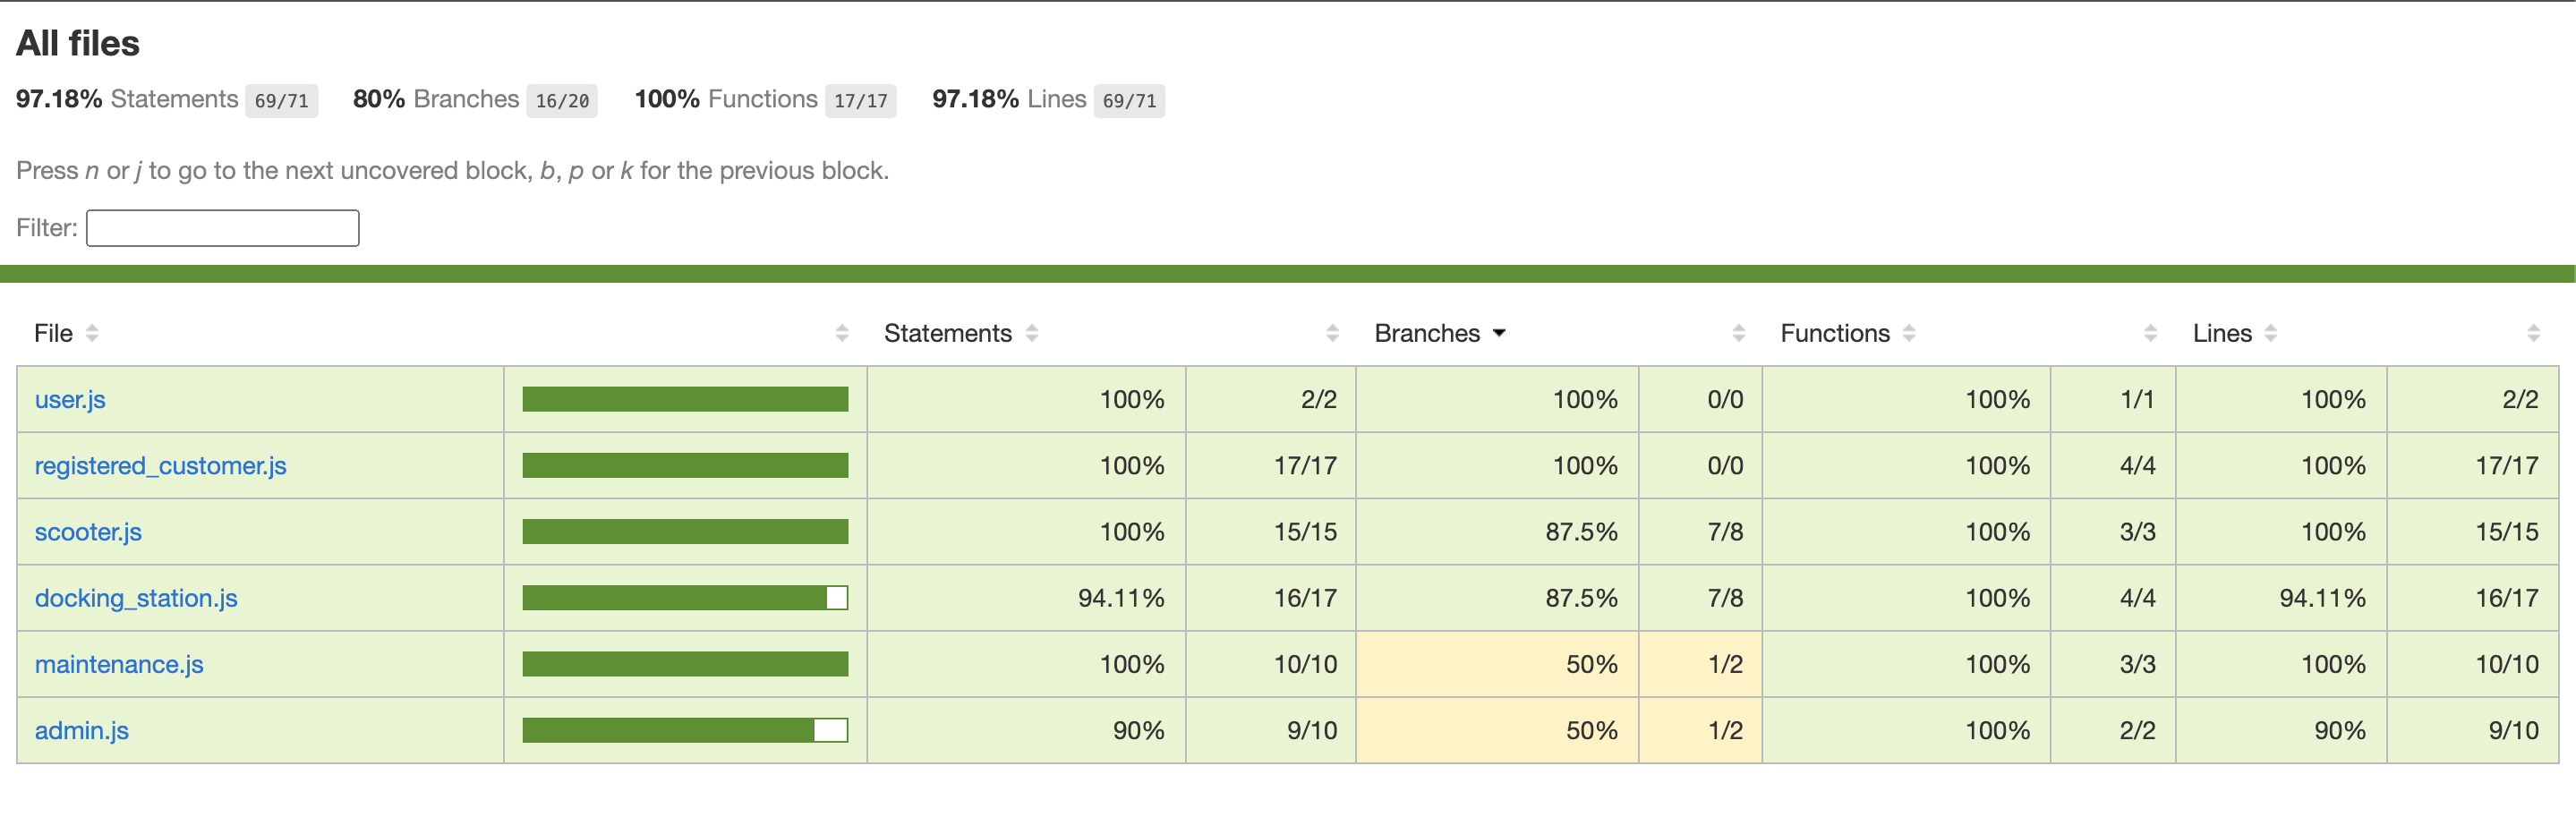 All files
97.18% Statements 69/71 80% Branches 16/20 100% Functions 17/17 97.18% Lines 69/71
Press n or j to go to the next uncovered block, b, p or k for the previous block.
Filter:
File Statements Branches Functions Lines
user.js 100% 2/2 100% 0/0 100% 1/1 100% 2/2
registered_customer.js 100% 17/17 100% 0/0 100% 4/4 100% 17/17
scooter.js 100% 15/15 87.5% 7/8 100% 3/3 100% 15/15
docking_station.js 94.11% 16/17 87.5% 7/8 100% 4/4 94.11% 16/17
maintenance.js 100% 10/10 50% 1/2 100% 3/3 100% 10/10
admin.js 90% 9/10 50% 1/2 100% 2/2 90% 9/10